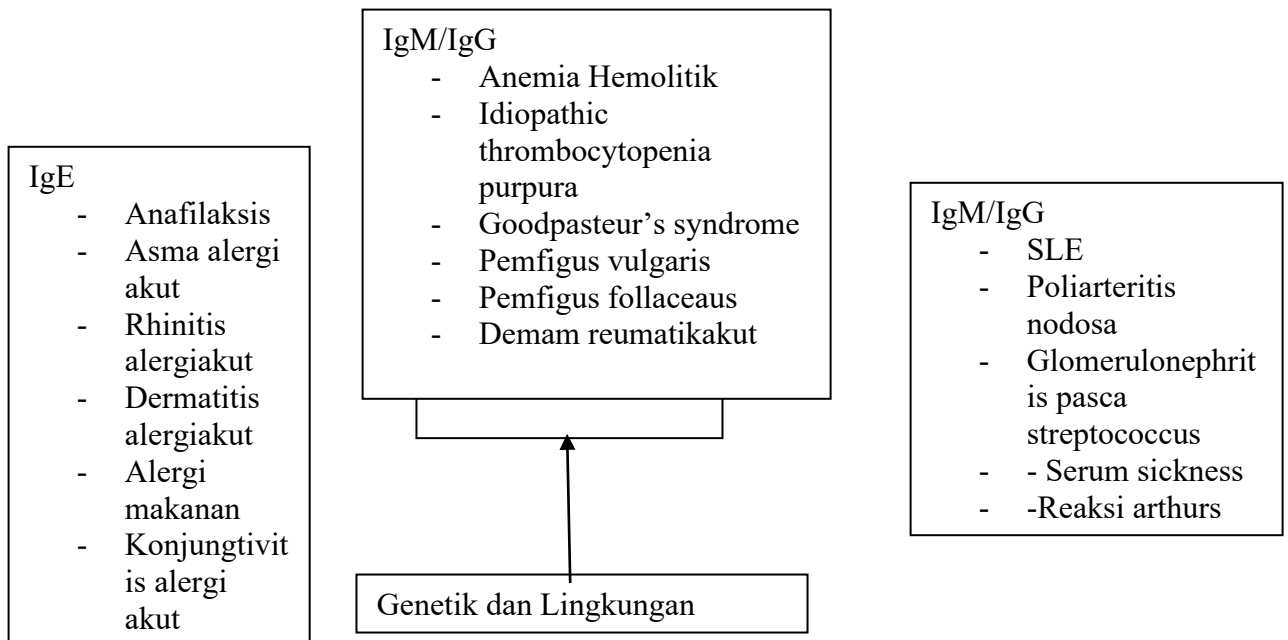 IgE
- Anafilaksis
- Asma alergi
akut
- Rhinitis
alergiakut
- Dermatitis
alergiakut
- Alergi
makanan
- Konjungtivit
is alergi
akut
IgM/IgG
- Anemia Hemolitik
- Idiopathic
thrombocytopenia
purpura
- Goodpasteur’s syndrome
- Pemfigus vulgaris
- Pemfigus follaceaus
- Demam reumatikakut
Genetik dan Lingkungan
IgM/IgG
- SLE
- Poliarteritis
nodosa
- Glomerulonephrit
is pasca
streptococcus
- - Serum sickness
- -Reaksi arthurs